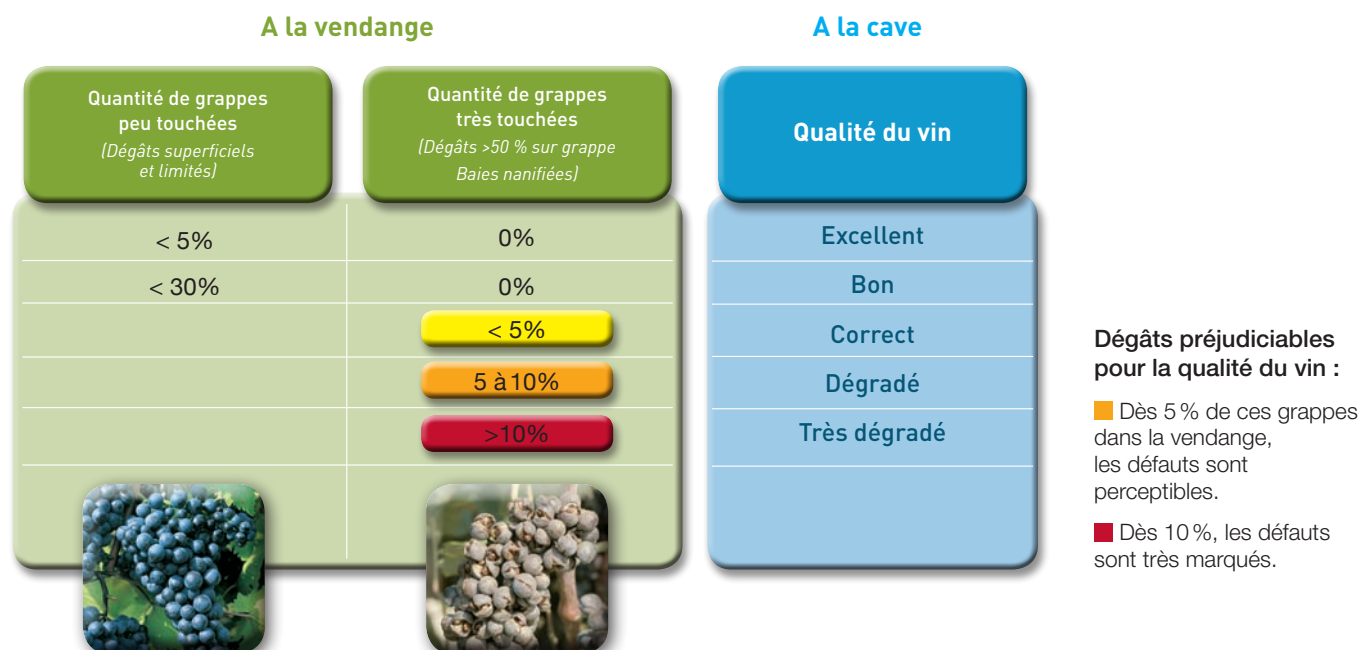 A la vendange
A la cave
Quantité de grappes
peu touchées
(Dégâts superficiels
et limités)
Quantité de grappes
très touchées
(Dégâts >50 % sur grappe
Baies nanifiées)
Qualité du vin
< 5%
0%
Excellent
< 30%
0%
Bon
< 5%
Correct
5 à 10%
Dégradé
>10%
Très dégradé
Dégâts préjudiciables
pour la qualité du vin :
Dès 5 % de ces grappes
dans la vendange,
les défauts sont
perceptibles.
Dès 10 %, les défauts
sont très marqués.